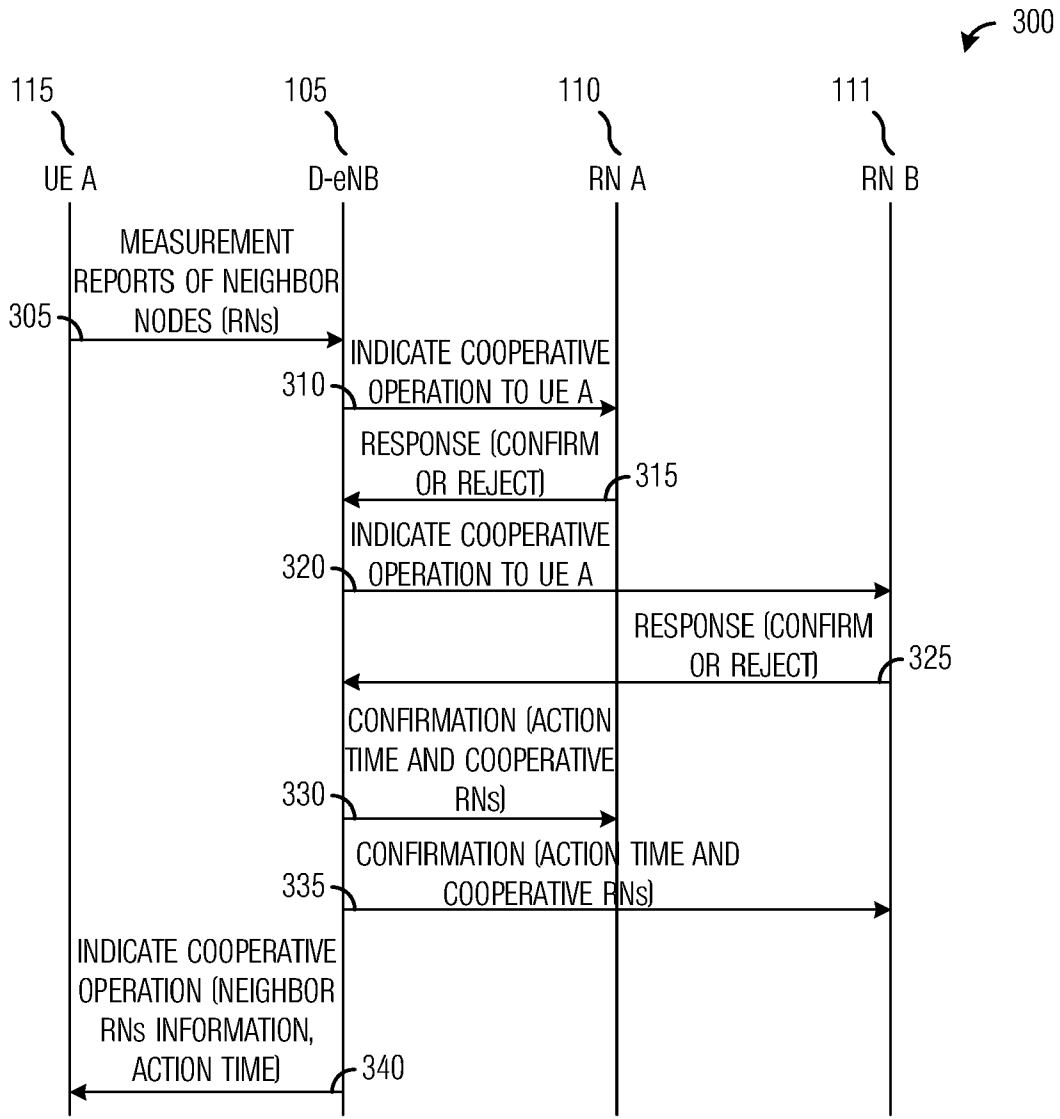 300
115
105
110
111
UE A
D-eNB
RN A
RN B
MEASUREMENT
REPORTS OF NEIGHBOR
NODES (RNs)
305
INDICATE COOPERATIVE
OPERATION TO UE A
310
RESPONSE (CONFIRM
OR REJECT)
315
INDICATE COOPERATIVE
OPERATION TO UE A
320
RESPONSE (CONFIRM
OR REJECT)
325
CONFIRMATION (ACTION
TIME AND COOPERATIVE
RNs)
330
CONFIRMATION (ACTION TIME AND
COOPERATIVE RNs)
335
INDICATE COOPERATIVE
OPERATION (NEIGHBOR
RNs INFORMATION,
ACTION TIME)
340